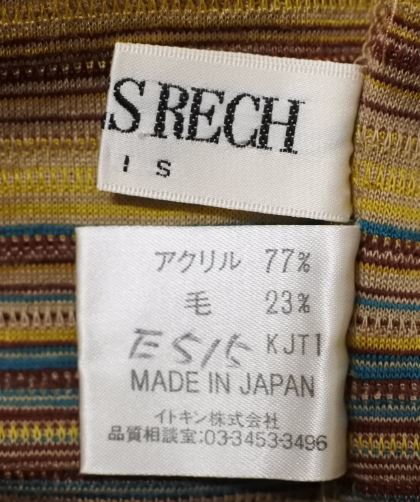 S RECH
I S
アクリル 77%
毛 23%
E515 KJT1
MADE IN JAPAN
イトキン株式会社
品質相談室:03-3453-3496